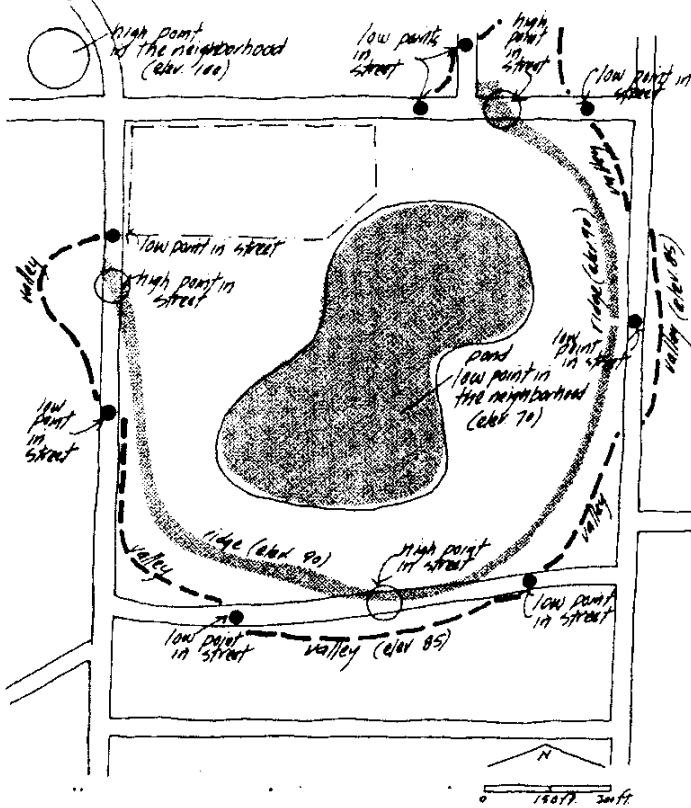 high point
in the neighborhood
(elev. 100)
low points
in
street
high
point
in
street
low point in
street
valley
low point in street
high point in
street
valley
ridge (elev 90)
valley (elev 85)
low
point
in street
pond
low point in
the neighborhood
(elev 70)
low
point
in
street
valley
ridge (elev 90)
high point
in street
valley
low point
in street
low point
in street
valley (elev 85)
N
0
150 ft.
300 ft.